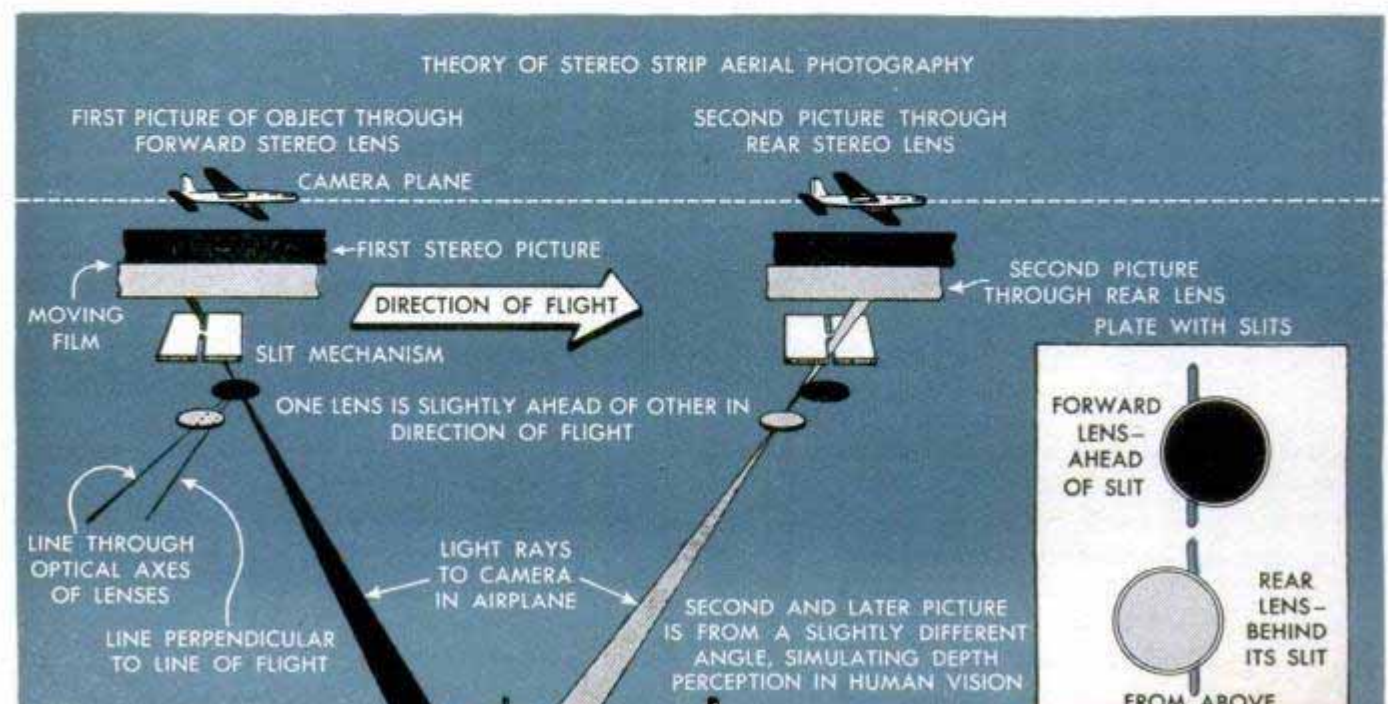 THEORY OF STEREO STRIP AERIAL PHOTOGRAPHY
FIRST PICTURE OF OBJECT THROUGH
FORWARD STEREO LENS
SECOND PICTURE THROUGH
REAR STEREO LENS
CAMERA PLANE
FIRST STEREO PICTURE
MOVING
FILM
DIRECTION OF FLIGHT
SECOND PICTURE
THROUGH REAR LENS
SLIT MECHANISM
PLATE WITH SLITS
ONE LENS IS SLIGHTLY AHEAD OF OTHER IN
DIRECTION OF FLIGHT
FORWARD
LENS–
AHEAD
OF SLIT
LINE THROUGH
OPTICAL AXES
OF LENSES
LINE PERPENDICULAR
TO LINE OF FLIGHT
LIGHT RAYS
TO CAMERA
IN AIRPLANE
SECOND AND LATER PICTURE
IS FROM A SLIGHTLY DIFFERENT
ANGLE, SIMULATING DEPTH
PERCEPTION IN HUMAN VISION
REAR
LENS–
BEHIND
ITS SLIT
FROM ABOVE